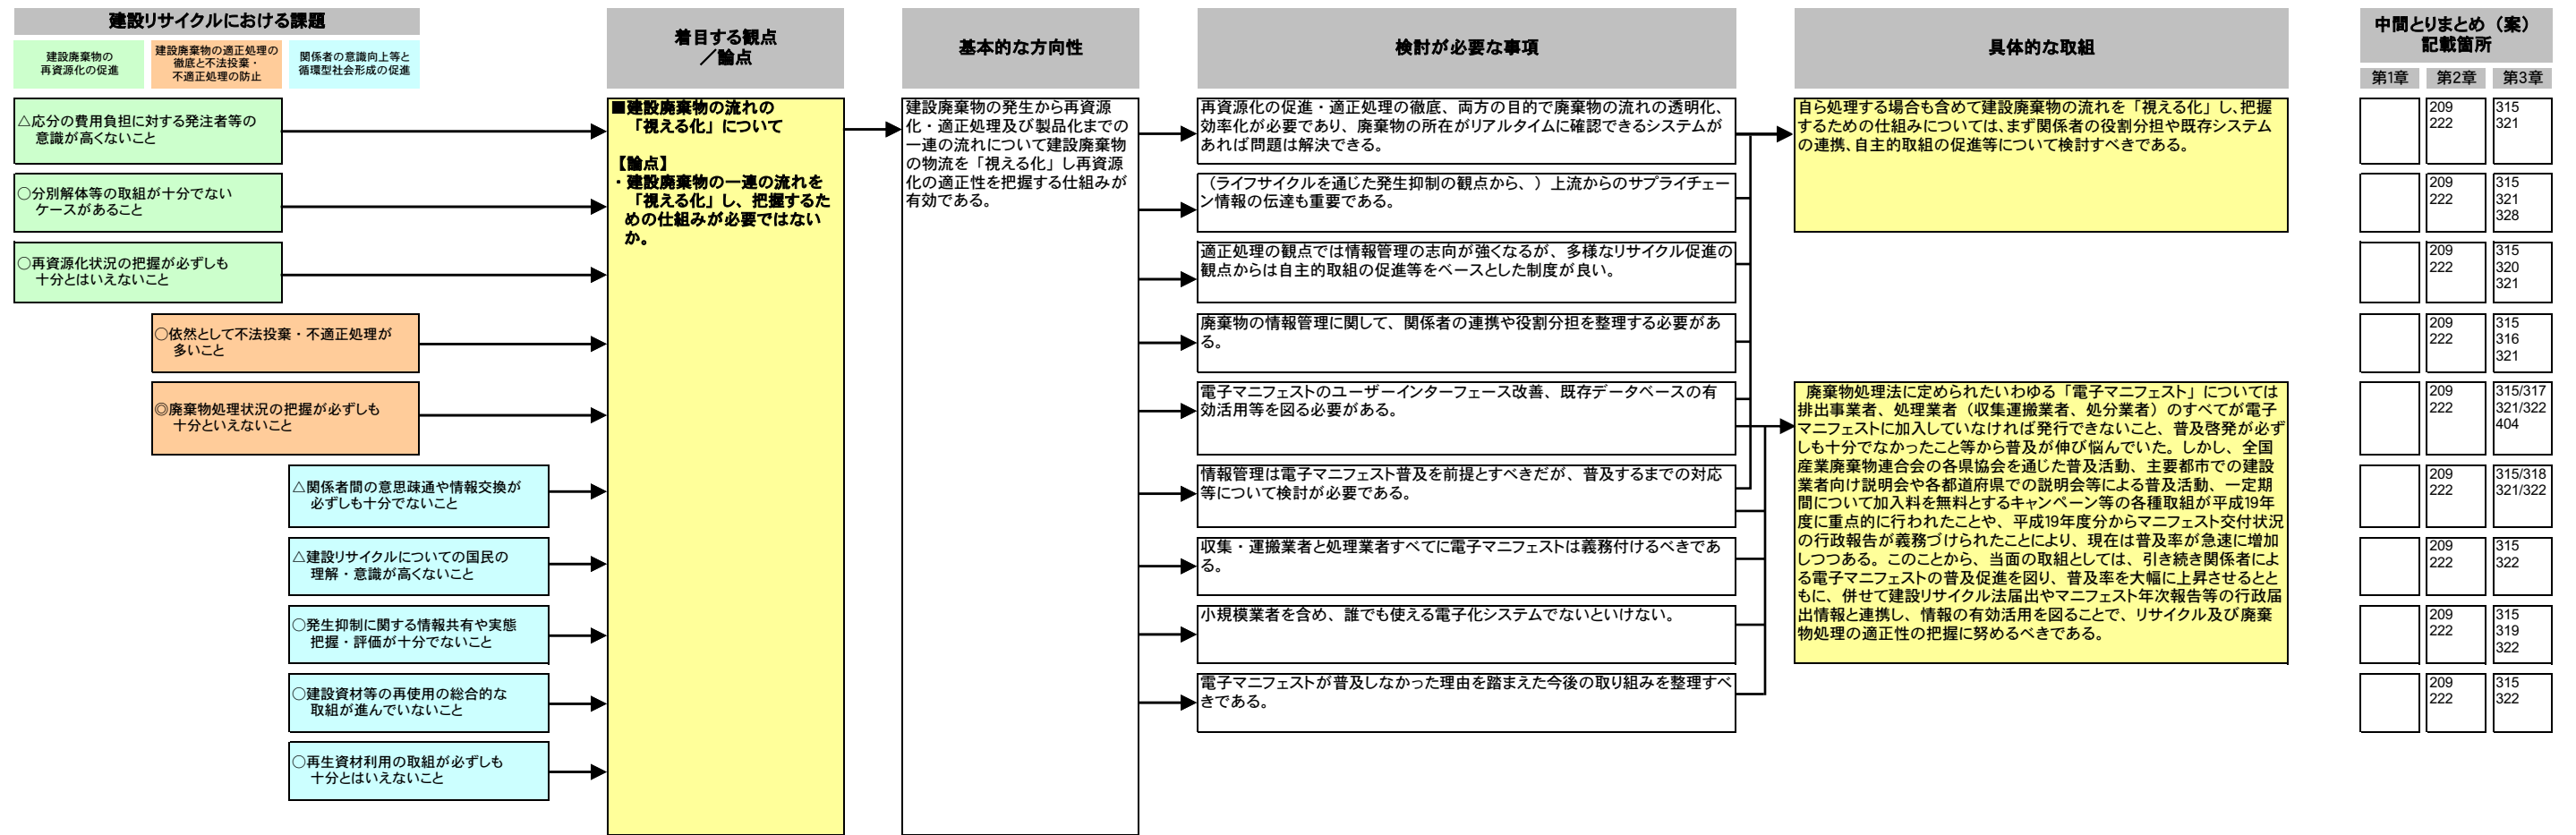 建設リサイクルにおける課題
建設廃棄物の
再資源化の促進
建設廃棄物の適正処理の
徹底と不法投棄・
不適正処理の防止
関係者の意識向上等と
循環型社会形成の促進
着目する観点
／論点
基本的な方向性
検討が必要な事項
具体的な取組
中間とりまとめ（案）
記載箇所
第1章
第2章
第3章
△応分の費用負担に対する発注者等の
意識が高くないこと
○分別解体等の取組が十分でない
ケースがあること
○再資源化状況の把握が必ずしも
十分とはいえないこと
○依然として不法投棄・不適正処理が
多いこと
◎廃棄物処理状況の把握が必ずしも
十分といえないこと
△関係者間の意思疎通や情報交換が
必ずしも十分でないこと
△建設リサイクルについての国民の
理解・意識が高くないこと
○発生抑制に関する情報共有や実態
把握・評価が十分でないこと
○建設資材等の再使用の総合的な
取組が進んでいないこと
○再生資材利用の取組が必ずしも
十分とはいえないこと
■建設廃棄物の流れの
「視える化」について
【論点】
・建設廃棄物の一連の流れを
「視える化」し、把握するた
めの仕組みが必要ではない
か。
建設廃棄物の発生から再資源
化・適正処理及び製品化までの
一連の流れについて建設廃棄物
の物流を「視える化」し再資源
化の適正性を把握する仕組みが
有効である。
再資源化の促進・適正処理の徹底、両方の目的で廃棄物の流れの透明化、
効率化が必要であり、廃棄物の所在がリアルタイムに確認できるシステムが
あれば問題は解決できる。
（ライフサイクルを通じた発生抑制の観点から、）上流からのサプライチェー
ン情報の伝達も重要である。
適正処理の観点では情報管理の志向が強くなるが、多様なリサイクル促進の
観点からは自主的取組の促進等をベースとした制度が良い。
廃棄物の情報管理に関して、関係者の連携や役割分担を整理する必要があ
る。
電子マニフェストのユーザーインターフェース改善、既存データベースの有
効活用等を図る必要がある。
情報管理は電子マニフェスト普及を前提とすべきだが、普及するまでの対応
等について検討が必要である。
収集・運搬業者と処理業者すべてに電子マニフェストは義務付けるべきであ
る。
小規模業者を含め、誰でも使える電子化システムでないといけない。
電子マニフェストが普及しなかった理由を踏まえた今後の取り組みを整理すべ
きである。
自ら処理する場合も含めて建設廃棄物の流れを「視える化」し、把握
するための仕組みについては、まず関係者の役割分担や既存システム
の連携、自主的取組の促進等について検討すべきである。
廃棄物処理法に定められたいわゆる「電子マニフェスト」については
排出事業者、処理業者（収集運搬業者、処分業者）のすべてが電子
マニフェストに加入していなければ発行できないこと、普及啓発が必ず
しも十分でなかったこと等から普及が伸び悩んでいた。しかし、全国
産業廃棄物連合会の各県協会を通じた普及活動、主要都市での建設
業者向け説明会や各都道府県での説明会等による普及活動、一定期
間について加入料を無料とするキャンペーン等の各種取組が平成19年
度に重点的に行われたことや、平成19年度分からマニフェスト交付状況
の行政報告が義務づけられたことにより、現在は普及率が急速に増加
しつつある。このことから、当面の取組としては、引き続き関係者によ
る電子マニフェストの普及促進を図り、普及率を大幅に上昇させるとと
もに、併せて建設リサイクル法届出やマニフェスト年次報告等の行政届
出情報と連携し、情報の有効活用を図ることで、リサイクル及び廃棄
物処理の適正性の把握に努めるべきである。
209
222
315
321
209
222
315
321
328
209
222
315
320
321
209
222
315
316
321
209
222
315/317
321/322
404
209
222
315/318
321/322
209
222
315
322
209
222
315
319
322
209
222
315
322